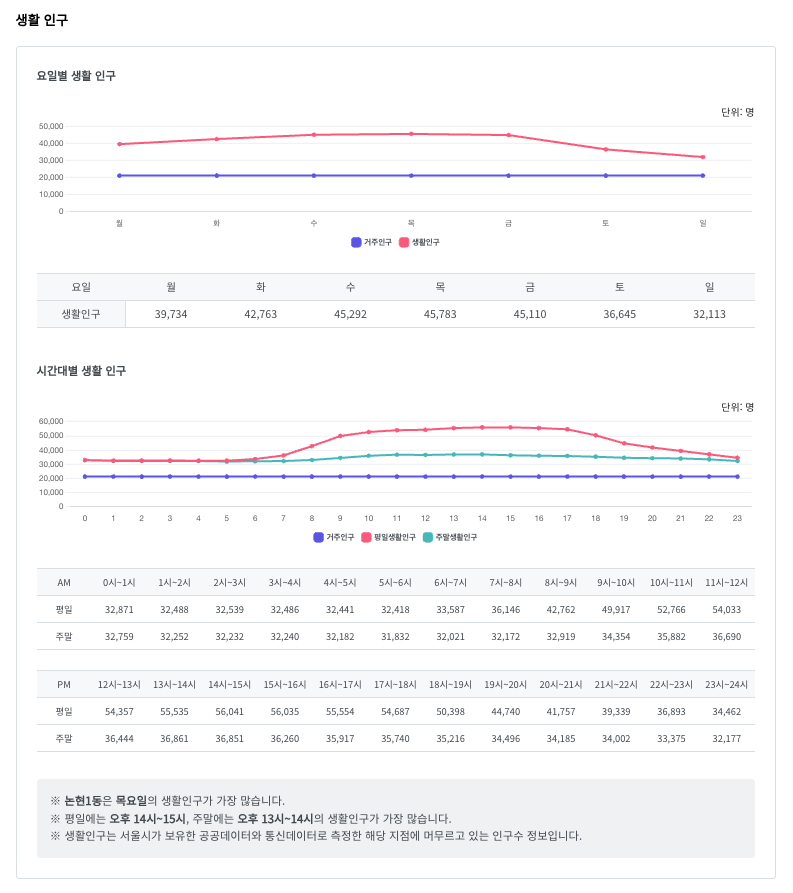 생활 인구
요일별 생활 인구
단위: 명
50,000
40,000
30,000
20,000
10,000
0
월 화 수 목 금 토 일
거주인구 생활인구
요일 월 화 수 목 금 토 일
생활인구 39,734 42,763 45,292 45,783 45,110 36,645 32,113
시간대별 생활 인구
단위: 명
60,000
50,000
40,000
30,000
20,000
10,000
0
0 1 2 3 4 5 6 7 8 9 10 11 12 13 14 15 16 17 18 19 20 21 22 23
거주인구 평일생활인구 주말생활인구
AM 0시~1시 1시~2시 2시~3시 3시~4시 4시~5시 5시~6시 6시~7시 7시~8시 8시~9시 9시~10시 10시~11시 11시~12시
평일 32,871 32,488 32,539 32,486 32,441 32,418 33,587 36,146 42,762 49,917 52,766 54,033
주말 32,759 32,252 32,232 32,240 32,182 31,832 32,021 32,172 32,919 34,354 35,882 36,690
PM 12시~13시 13시~14시 14시~15시 15시~16시 16시~17시 17시~18시 18시~19시 19시~20시 20시~21시 21시~22시 22시~23시 23시~24시
평일 54,357 55,535 56,041 56,035 55,554 54,687 50,398 44,740 41,757 39,339 36,893 34,462
주말 36,444 36,861 36,851 36,260 35,917 35,740 35,216 34,496 34,185 34,002 33,375 32,177
※ 논현1동은 목요일의 생활인구가 가장 많습니다.
※ 평일에는 오후 14시~15시, 주말에는 오후 13시~14시의 생활인구가 가장 많습니다.
※ 생활인구는 서울시가 보유한 공공데이터와 통신데이터로 측정한 해당 지점에 머무르고 있는 인구수 정보입니다.